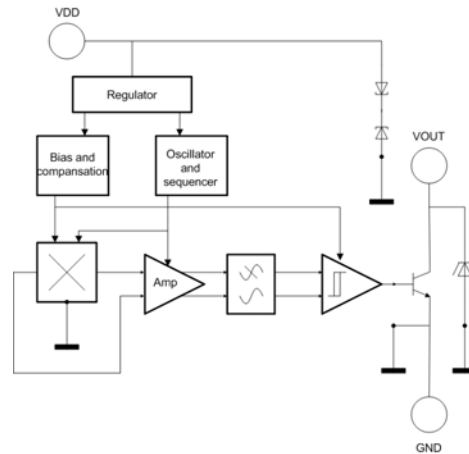 VDD
Regulator
VOUT
Bias and
compansation
Oscillator
and
sequencer
Amp
GND